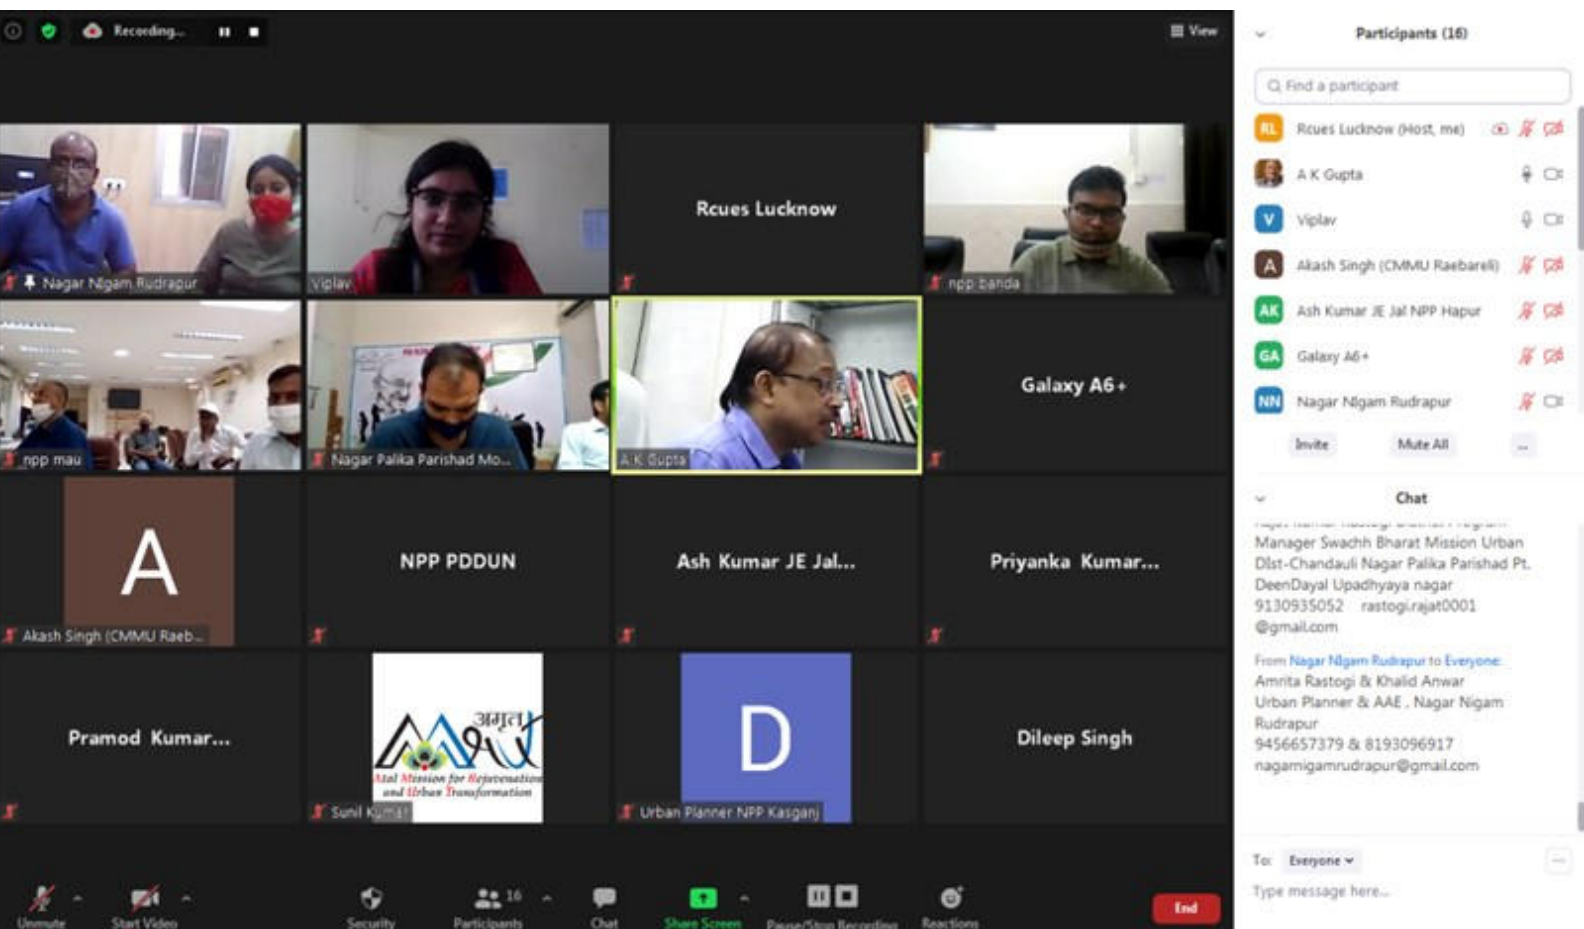 Recording...
View
Nagar NIgam Rudrapur
Viplav
Rcues Lucknow
npp banda
npp mau
Nagar Palika Parishad Mo...
A K Gupta
Galaxy A6+
A
Akash Singh (CMMU Raeb...
NPP PDDUN
Ash Kumar JE Jal...
Priyanka Kumar...
Pramod Kumar...
अमृत
Atal Mission for Rejuvenation
and Urban Transformation
Sunil Kumar
D
Urban Planner NPP Kasganj
Dileep Singh
Unmute
Start Video
Security
16
Participants
Chat
Share Screen
Pause/Stop Recording
Reactions
End
Participants (16)
Find a participant
RL Rcues Lucknow (Host, me)
A K Gupta
V Viplav
A Akash Singh (CMMU Raebareli)
AK Ash Kumar JE Jal NPP Hapur
GA Galaxy A6+
NN Nagar NIgam Rudrapur
Invite Mute All ...
Chat
Manager Swachh Bharat Mission Urban
DIst-Chandauli Nagar Palika Parishad Pt.
DeenDayal Upadhyaya nagar
9130935052 rastogi.rajat0001
@gmail.com
From Nagar NIgam Rudrapur to Everyone:
Amrita Rastogi & Khalid Anwar
Urban Planner & AAE , Nagar Nigam
Rudrapur
9456657379 & 8193096917
nagarnigamrudrapur@gmail.com
To: Everyone
Type message here...